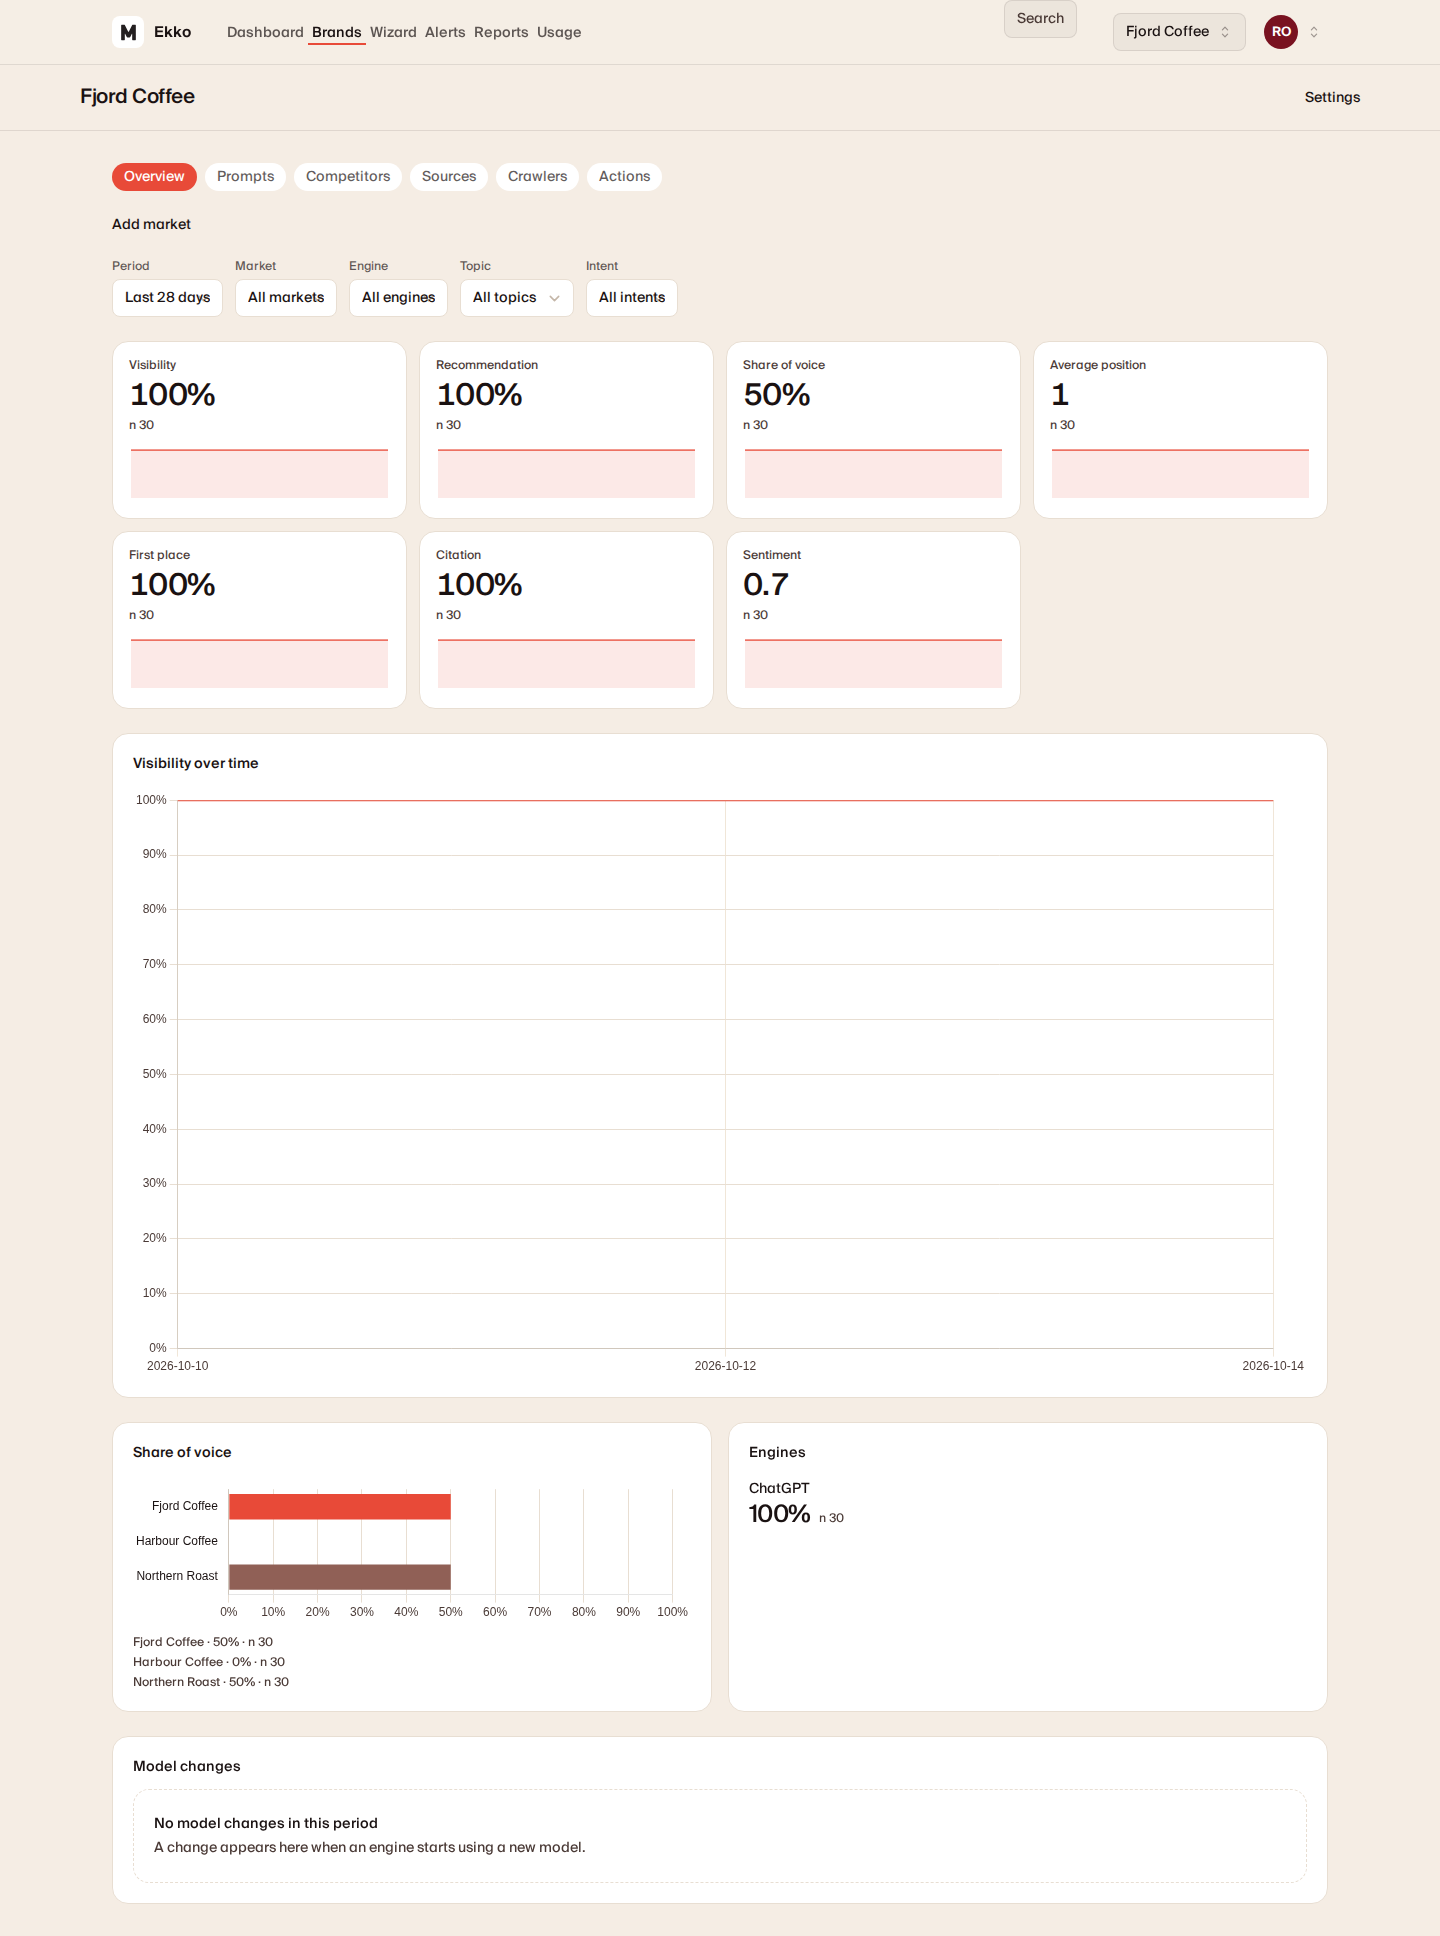 M Ekko Dashboard Brands Wizard Alerts Reports Usage Search Fjord Coffee RO
Fjord Coffee Settings
Overview Prompts Competitors Sources Crawlers Actions
Add market
Period Market Engine Topic Intent
Last 28 days All markets All engines All topics All intents
Visibility Recommendation Share of voice Average position
100% 100% 50% 1
n 30 n 30 n 30 n 30
First place Citation Sentiment
100% 100% 0.7
n 30 n 30 n 30
Visibility over time
100%
90%
80%
70%
60%
50%
40%
30%
20%
10%
0%
2026-10-10 2026-10-12 2026-10-14
Share of voice
Fjord Coffee
Harbour Coffee
Northern Roast
0% 10% 20% 30% 40% 50% 60% 70% 80% 90% 100%
Fjord Coffee · 50% · n 30
Harbour Coffee · 0% · n 30
Northern Roast · 50% · n 30
Engines
ChatGPT
100% n 30
Model changes
No model changes in this period
A change appears here when an engine starts using a new model.